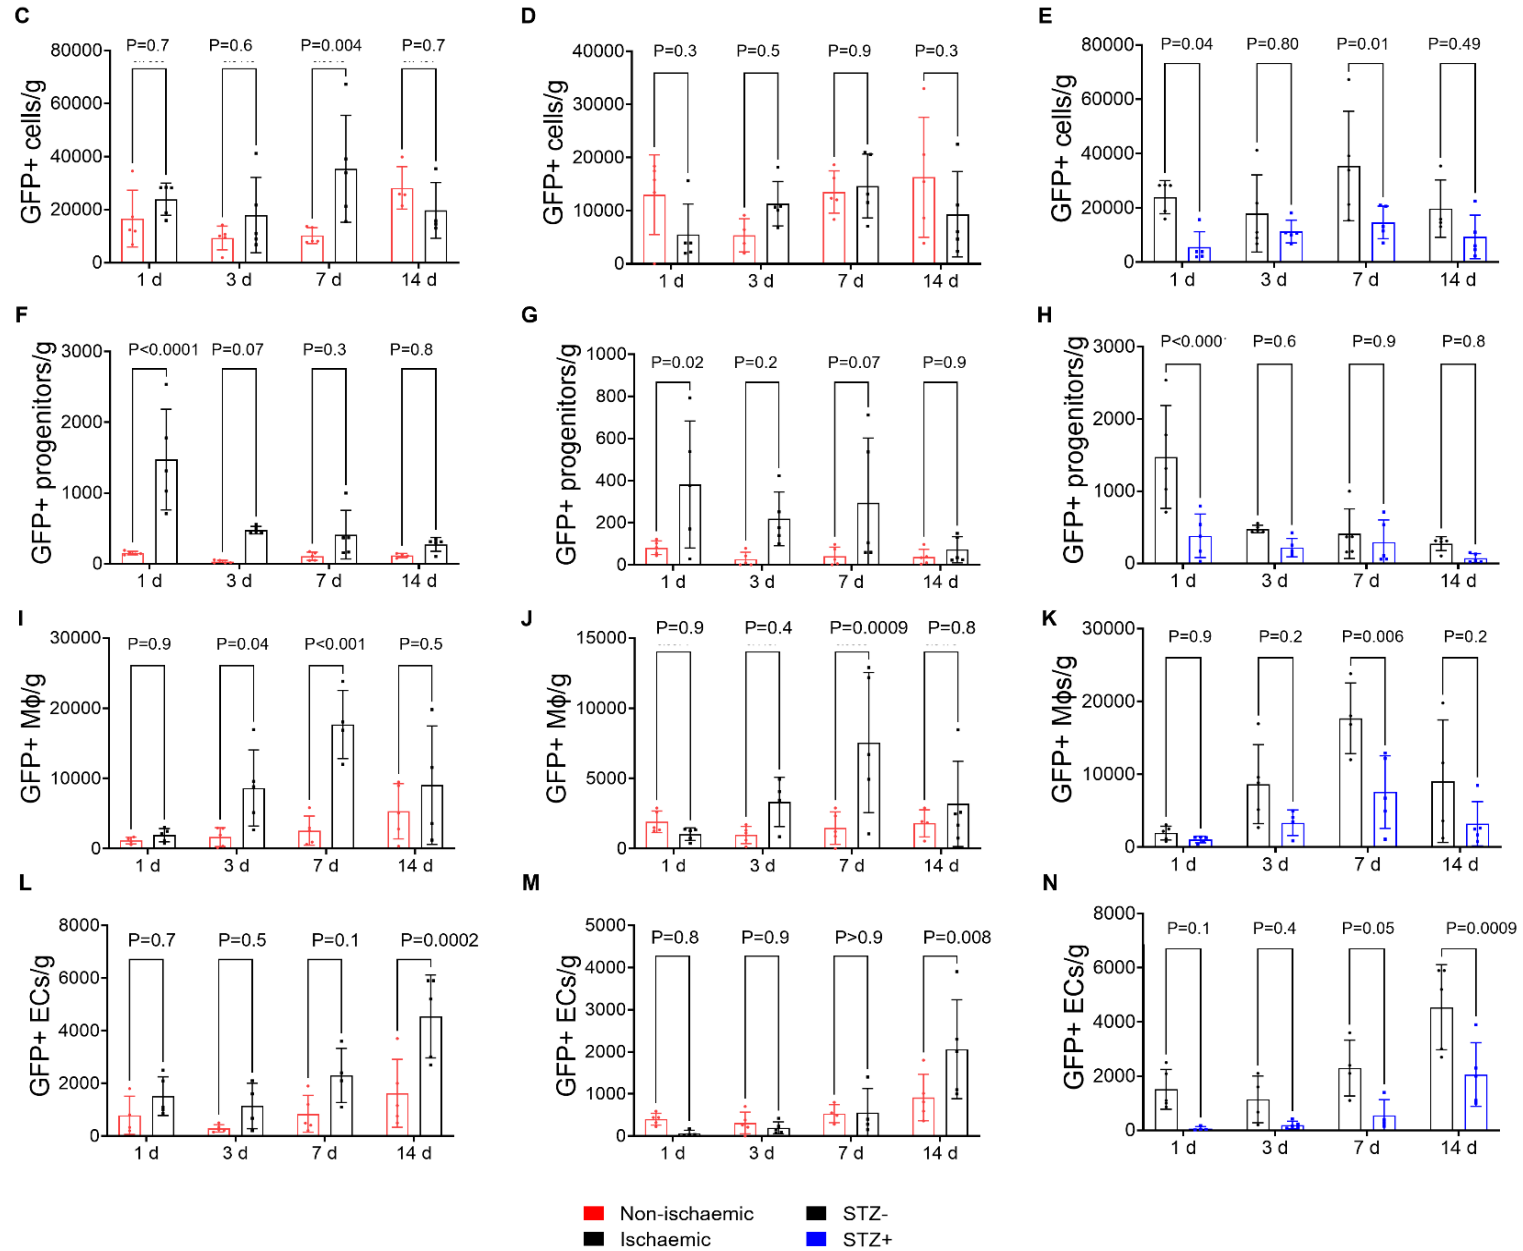 C
P=0.7 P=0.6 P=0.004 P=0.7
GFP+ cells/g
80000
60000
40000
20000
0
1 d 3 d 7 d 14 d
D
P=0.3 P=0.5 P=0.9 P=0.3
GFP+ cells/g
40000
30000
20000
10000
0
1 d 3 d 7 d 14 d
E
P=0.04 P=0.80 P=0.01 P=0.49
GFP+ cells/g
80000
60000
40000
20000
0
1 d 3 d 7 d 14 d
F
P<0.0001 P=0.07 P=0.3 P=0.8
GFP+ progenitors/g
3000
2000
1000
0
1 d 3 d 7 d 14 d
G
P=0.02 P=0.2 P=0.07 P=0.9
GFP+ progenitors/g
1000
800
600
400
200
0
1 d 3 d 7 d 14 d
H
P<0.000 P=0.6 P=0.9 P=0.8
GFP+ progenitors/g
3000
2000
1000
0
1 d 3 d 7 d 14 d
I
P=0.9 P=0.04 P<0.001 P=0.5
GFP+ Mϕ/g
30000
20000
10000
0
1 d 3 d 7 d 14 d
J
P=0.9 P=0.4 P=0.0009 P=0.8
GFP+ Mϕ/g
15000
10000
5000
0
1 d 3 d 7 d 14 d
K
P=0.9 P=0.2 P=0.006 P=0.2
GFP+ Mϕs/g
30000
20000
10000
0
1 d 3 d 7 d 14 d
L
P=0.7 P=0.5 P=0.1 P=0.0002
GFP+ ECs/g
8000
6000
4000
2000
0
1 d 3 d 7 d 14 d
M
P=0.8 P=0.9 P>0.9 P=0.008
GFP+ ECs/g
5000
4000
3000
2000
1000
0
1 d 3 d 7 d 14 d
N
P=0.1 P=0.4 P=0.05 P=0.0009
GFP+ ECs/g
8000
6000
4000
2000
0
1 d 3 d 7 d 14 d
Non-ischaemic
Ischaemic
STZ-
STZ+